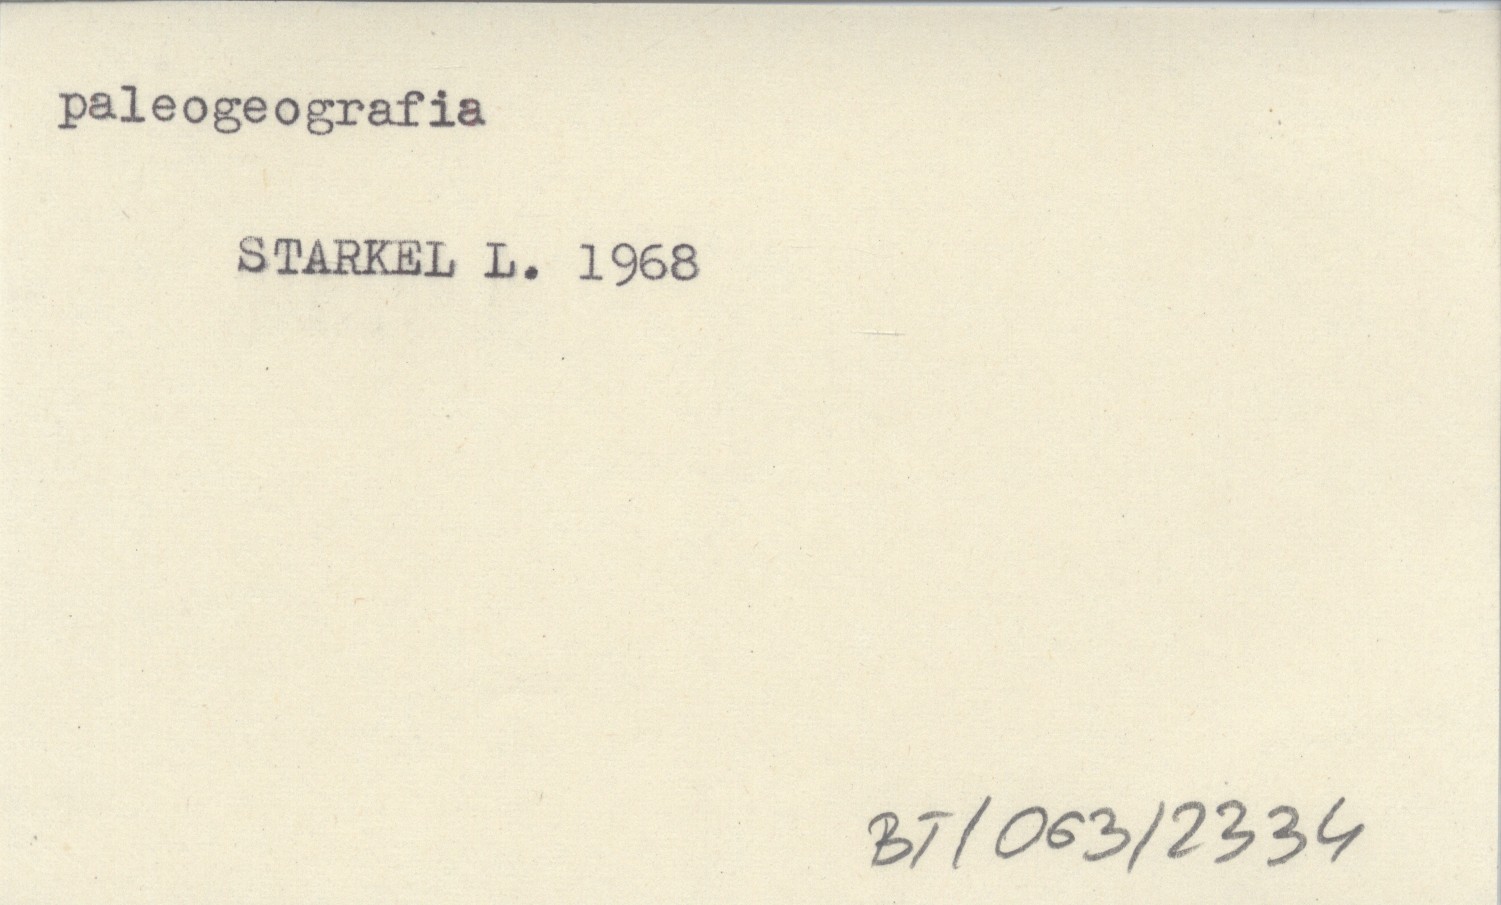 paleogeografia
STARKEL L. 1968
BT/063/2334